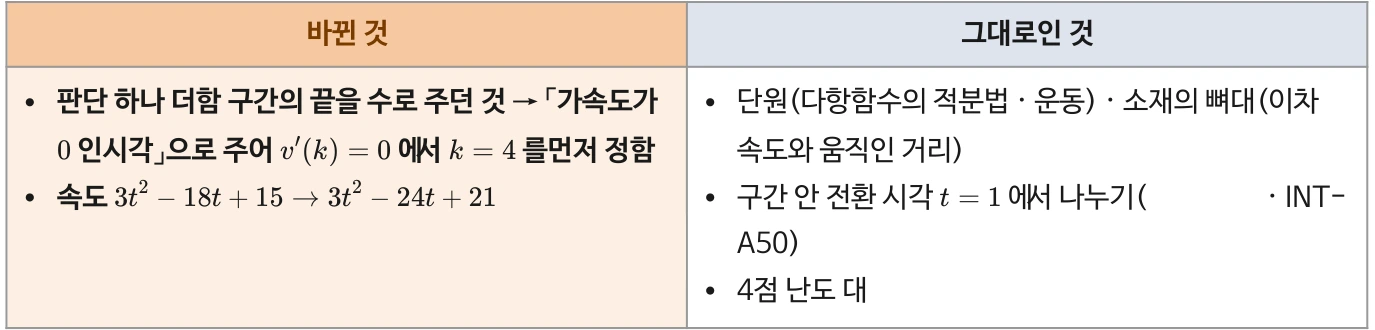 바뀐 것
그대로인 것
• 판단 하나 더함 구간의 끝을 수로 주던 것 → 「가속도가
0 인시각」으로 주어 v′(k) = 0 에서 k = 4 를먼저 정함
• 속도 3t² − 18t + 15 → 3t² − 24t + 21
• 단원(다항함수의 적분법 · 운동) · 소재의 뼈대(이차
속도와 움직인 거리)
• 구간 안 전환 시각 t = 1 에서 나누기( · INT-
A50)
• 4점 난도 대